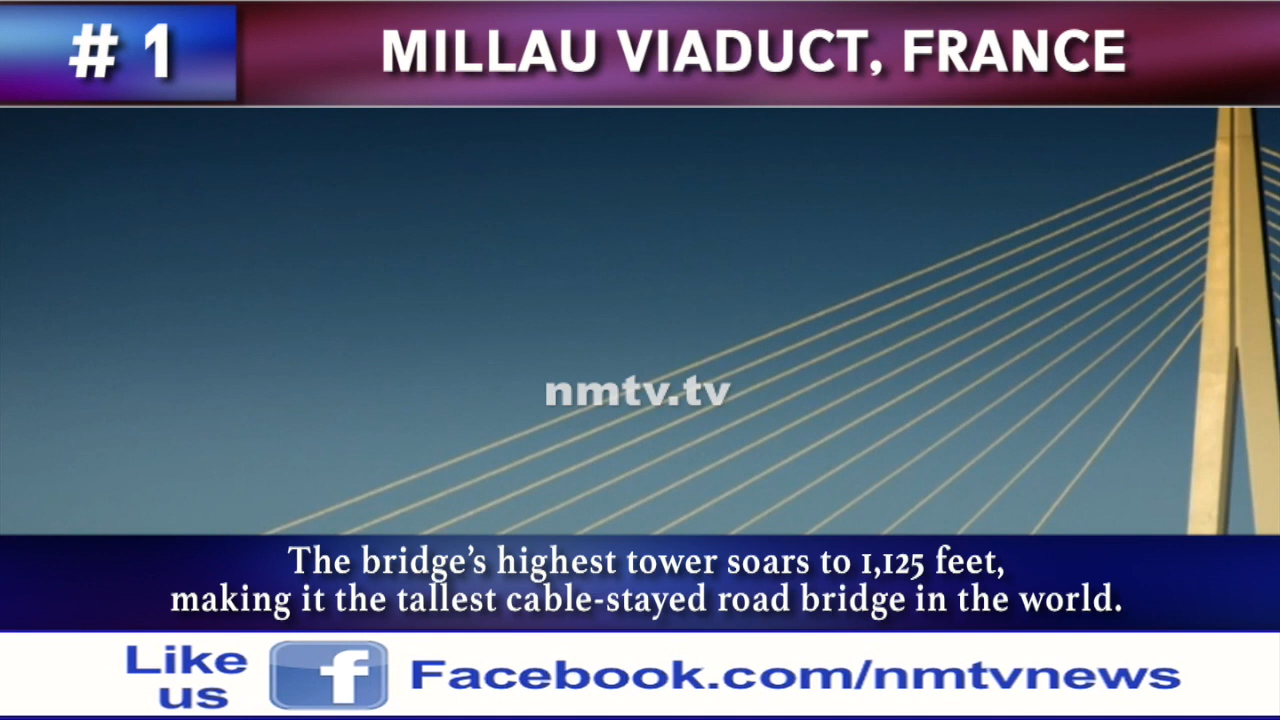 # 1
MILLAU VIADUCT, FRANCE
nmtv.tv
The bridge's highest tower soars to 1,125 feet,
making it the tallest cable-stayed road bridge in the world.
Like
us
f
Facebook.com/nmtvnews